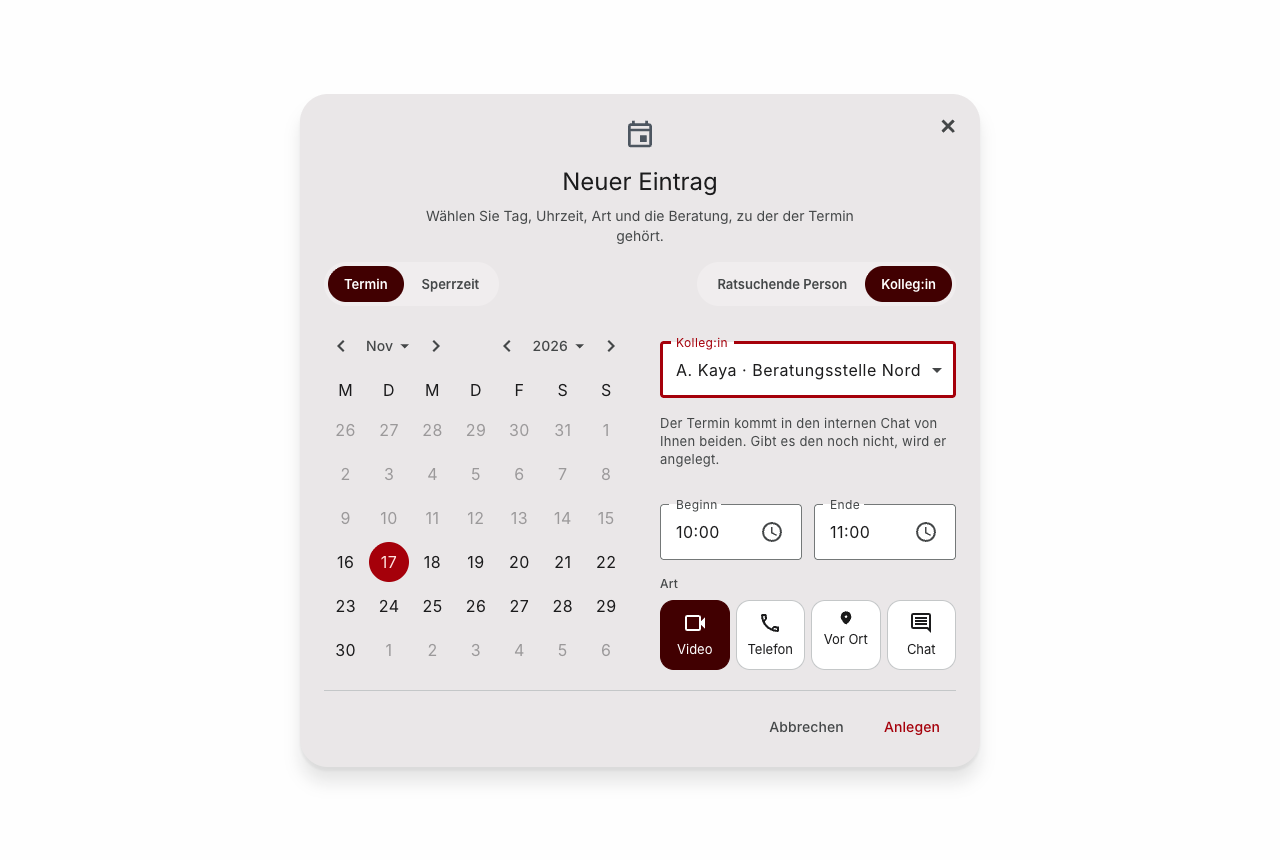 Neuer Eintrag
Wählen Sie Tag, Uhrzeit, Art und die Beratung, zu der der Termin
gehört.
Termin Sperrzeit
Ratsuchende Person Kolleg:in
Nov 2026
M D M D F S S
26 27 28 29 30 31 1
2 3 4 5 6 7 8
9 10 11 12 13 14 15
16 17 18 19 20 21 22
23 24 25 26 27 28 29
30 1 2 3 4 5 6
Kolleg:in
A. Kaya · Beratungsstelle Nord
Der Termin kommt in den internen Chat von
Ihnen beiden. Gibt es den noch nicht, wird er
angelegt.
Beginn Ende
10:00 11:00
Art
Video Telefon Vor Ort Chat
Abbrechen Anlegen